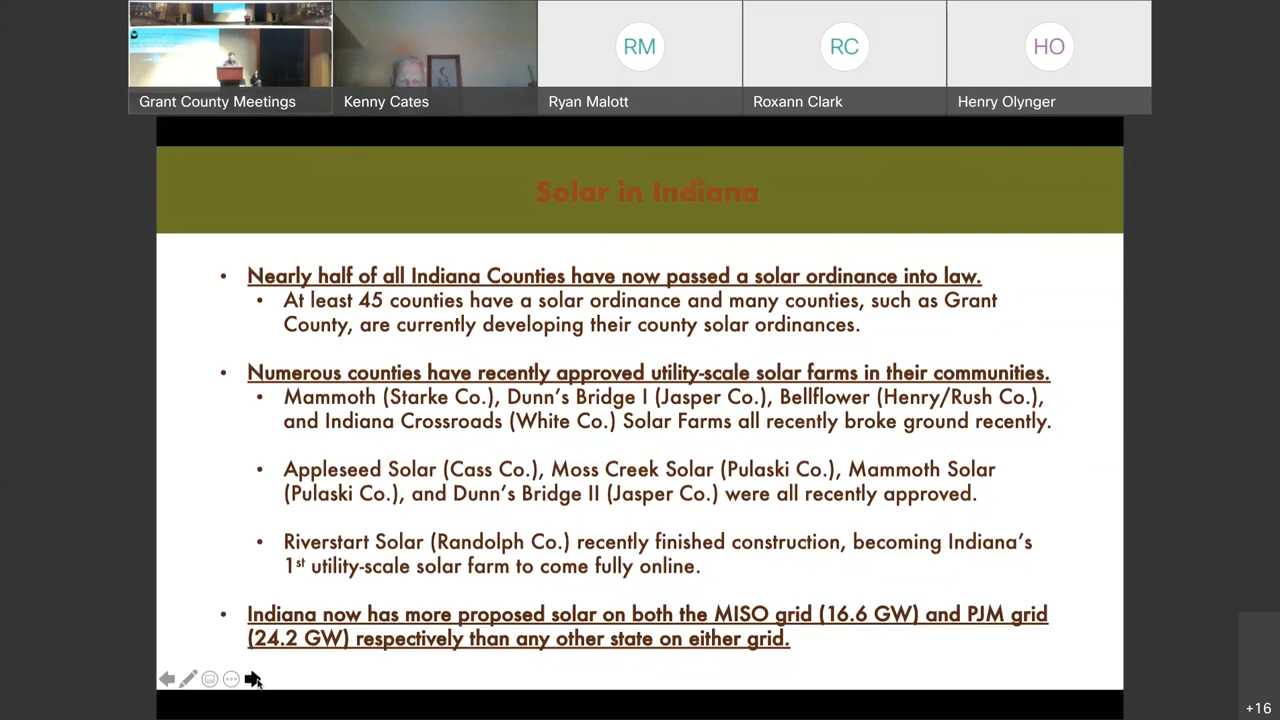 RM
RC
HO
Grant County Meetings
Kenny Cates
Ryan Malott
Roxann Clark
Henry Olynger
Solar in Indiana
• Nearly half of all Indiana Counties have now passed a solar ordinance into law.
• At least 45 counties have a solar ordinance and many counties, such as Grant
County, are currently developing their county solar ordinances.
• Numerous counties have recently approved utility-scale solar farms in their communities.
• Mammoth (Starke Co.), Dunn's Bridge I (Jasper Co.), Bellflower (Henry/Rush Co.),
and Indiana Crossroads (White Co.) Solar Farms all recently broke ground recently.
• Appleseed Solar (Cass Co.), Moss Creek Solar (Pulaski Co.), Mammoth Solar
(Pulaski Co.), and Dunn's Bridge II (Jasper Co.) were all recently approved.
• Riverstart Solar (Randolph Co.) recently finished construction, becoming Indiana's
1st utility-scale solar farm to come fully online.
• Indiana now has more proposed solar on both the MISO grid (16.6 GW) and PJM grid
(24.2 GW) respectively than any other state on either grid.
+16